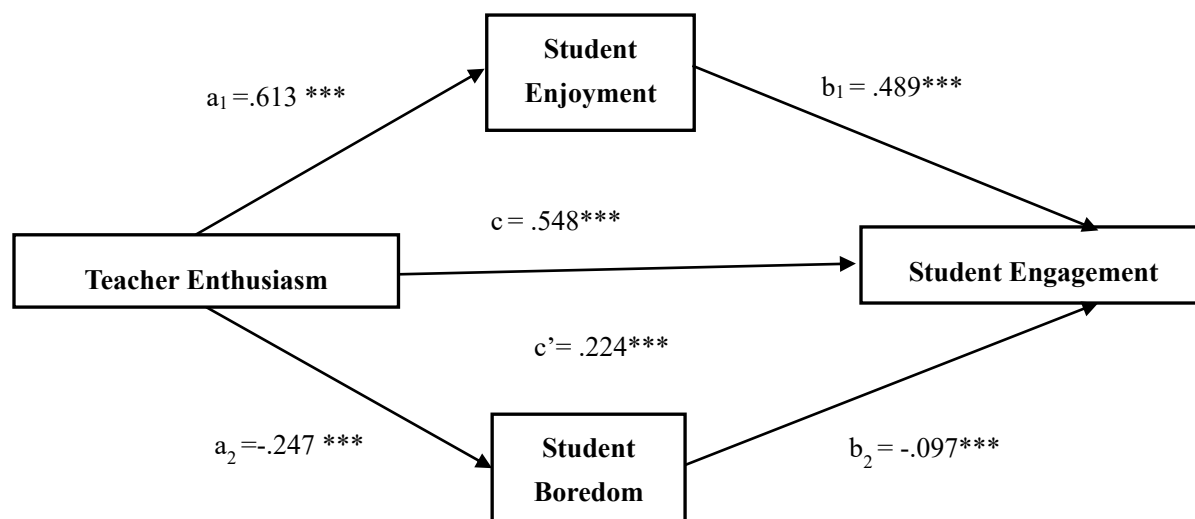 Student
Enjoyment
a₁ =.613 ***
b₁ = .489***
c = .548***
Teacher Enthusiasm
Student Engagement
c’= .224***
a₂ =-.247 ***
Student
Boredom
b₂ = -.097***